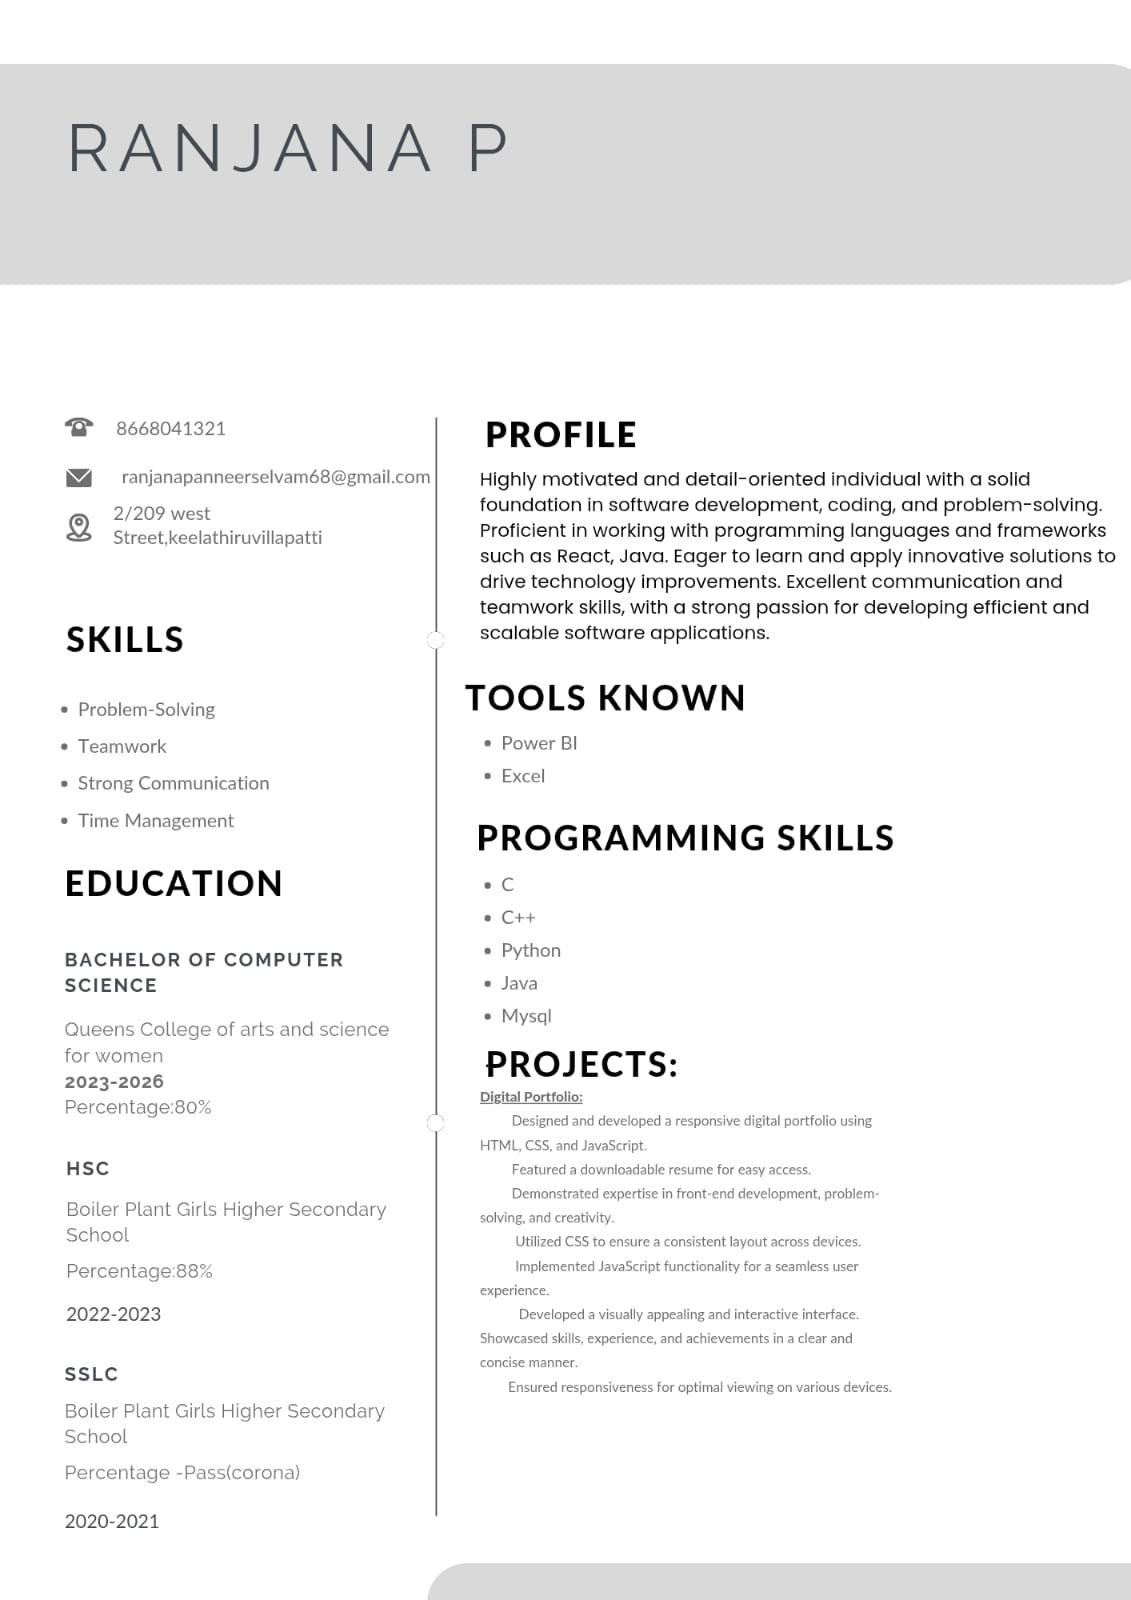 RANJANA P
8668041321
ranjanapanneerselvam68@gmail.com
2/209 west
Street,keelathiruvillapatti
SKILLS
• Problem-Solving
• Teamwork
• Strong Communication
• Time Management
EDUCATION
BACHELOR OF COMPUTER
SCIENCE
Queens College of arts and science
for women
2023-2026
Percentage:80%
HSC
Boiler Plant Girls Higher Secondary
School
Percentage:88%
2022-2023
SSLC
Boiler Plant Girls Higher Secondary
School
Percentage -Pass(corona)
2020-2021
PROFILE
Highly motivated and detail-oriented individual with a solid
foundation in software development, coding, and problem-solving.
Proficient in working with programming languages and frameworks
such as React, Java. Eager to learn and apply innovative solutions to
drive technology improvements. Excellent communication and
teamwork skills, with a strong passion for developing efficient and
scalable software applications.
TOOLS KNOWN
• Power BI
• Excel
PROGRAMMING SKILLS
• C
• C++
• Python
• Java
• Mysql
PROJECTS:
Digital Portfolio:
Designed and developed a responsive digital portfolio using
HTML, CSS, and JavaScript.
Featured a downloadable resume for easy access.
Demonstrated expertise in front-end development, problem-
solving, and creativity.
Utilized CSS to ensure a consistent layout across devices.
Implemented JavaScript functionality for a seamless user
experience.
Developed a visually appealing and interactive interface.
Showcased skills, experience, and achievements in a clear and
concise manner.
Ensured responsiveness for optimal viewing on various devices.